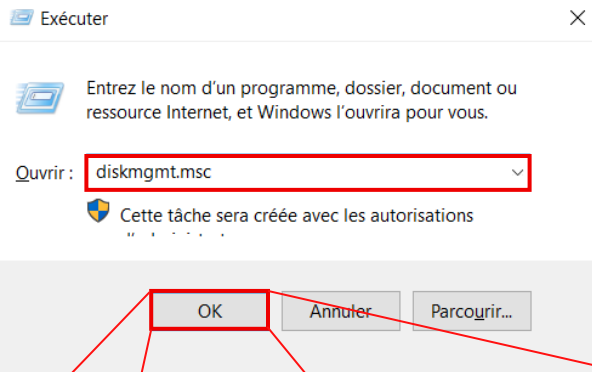 Exécuter
Entrez le nom d'un programme, dossier, document ou
ressource Internet, et Windows l'ouvrira pour vous.
Ouvrir : diskmgmt.msc
Cette tâche sera créée avec les autorisations
OK Annuler Parcourir...